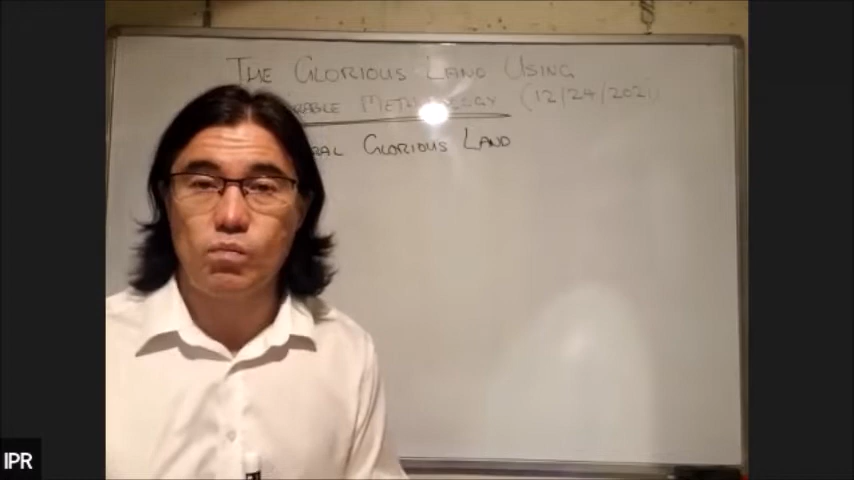 THE GLORIOUS LAND USING
(12/24/2021)
GLORIOUS LAND
IPR